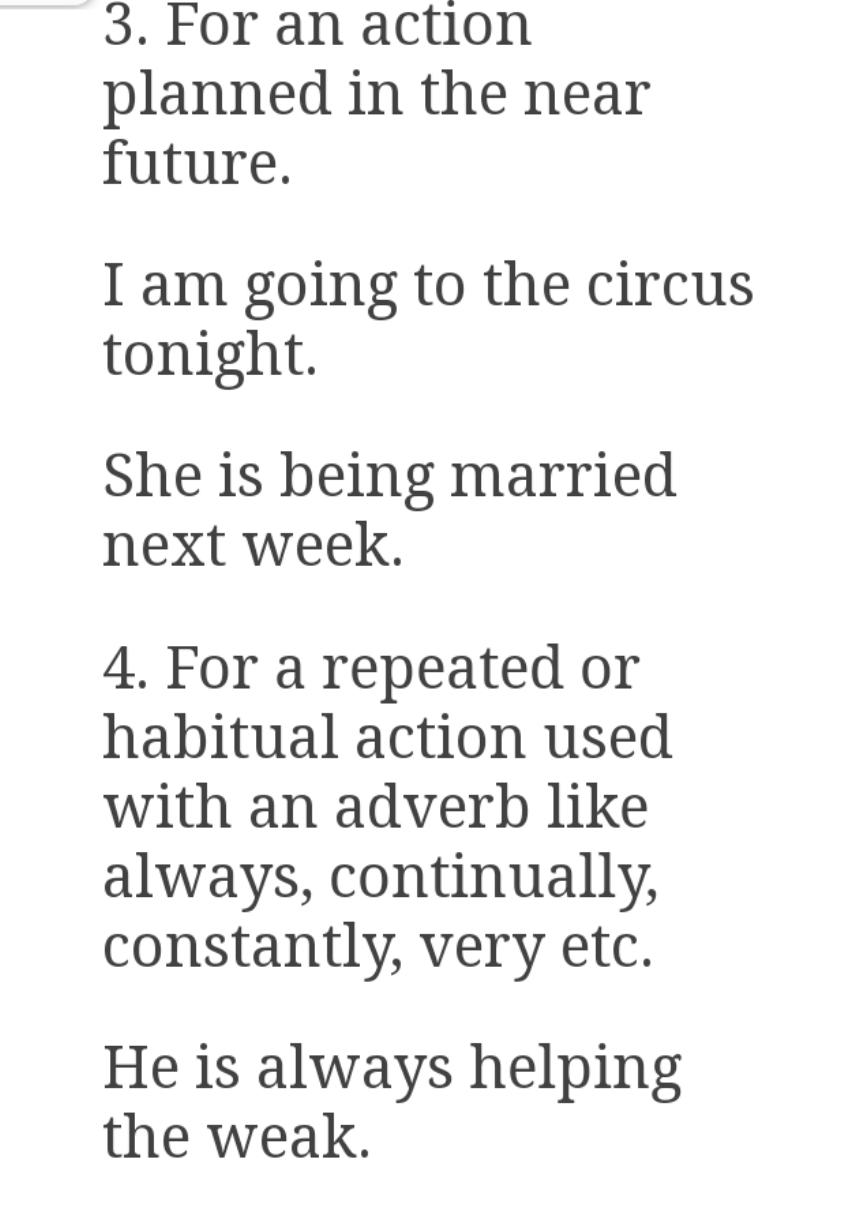 3. For an action
planned in the near
future.
I am going to the circus
tonight.
She is being married
next week.
4. For a repeated or
habitual action used
with an adverb like
always, continually,
constantly, very etc.
He is always helping
the weak.